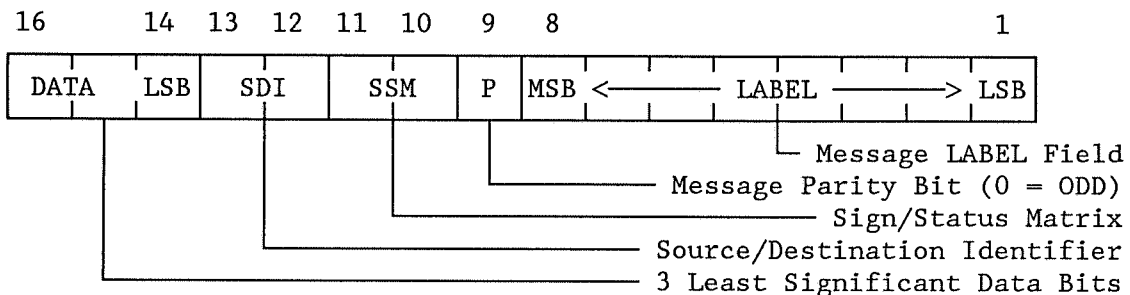 16 14 13 12 11 10 9 8 1
DATA LSB SDI SSM P MSB LABEL LSB
Message LABEL Field
Message Parity Bit (0 = ODD)
Sign/Status Matrix
Source/Destination Identifier
3 Least Significant Data Bits